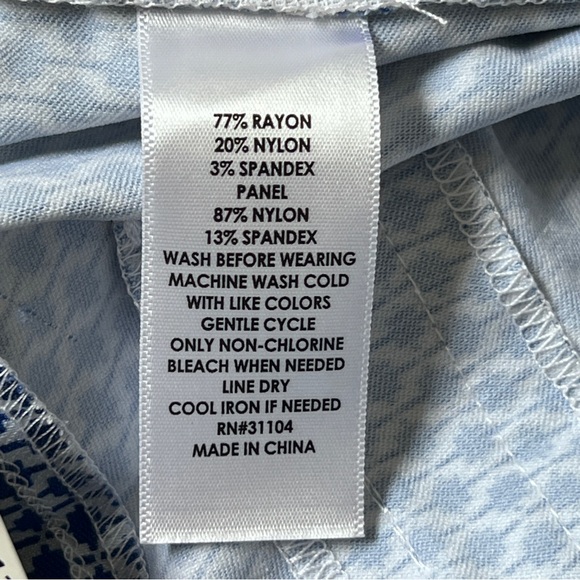 77% RAYON
20% NYLON
3% SPANDEX
PANEL
87% NYLON
13% SPANDEX
WASH BEFORE WEARING
MACHINE WASH COLD
WITH LIKE COLORS
GENTLE CYCLE
ONLY NON-CHLORINE
BLEACH WHEN NEEDED
LINE DRY
COOL IRON IF NEEDED
RN#31104
MADE IN CHINA